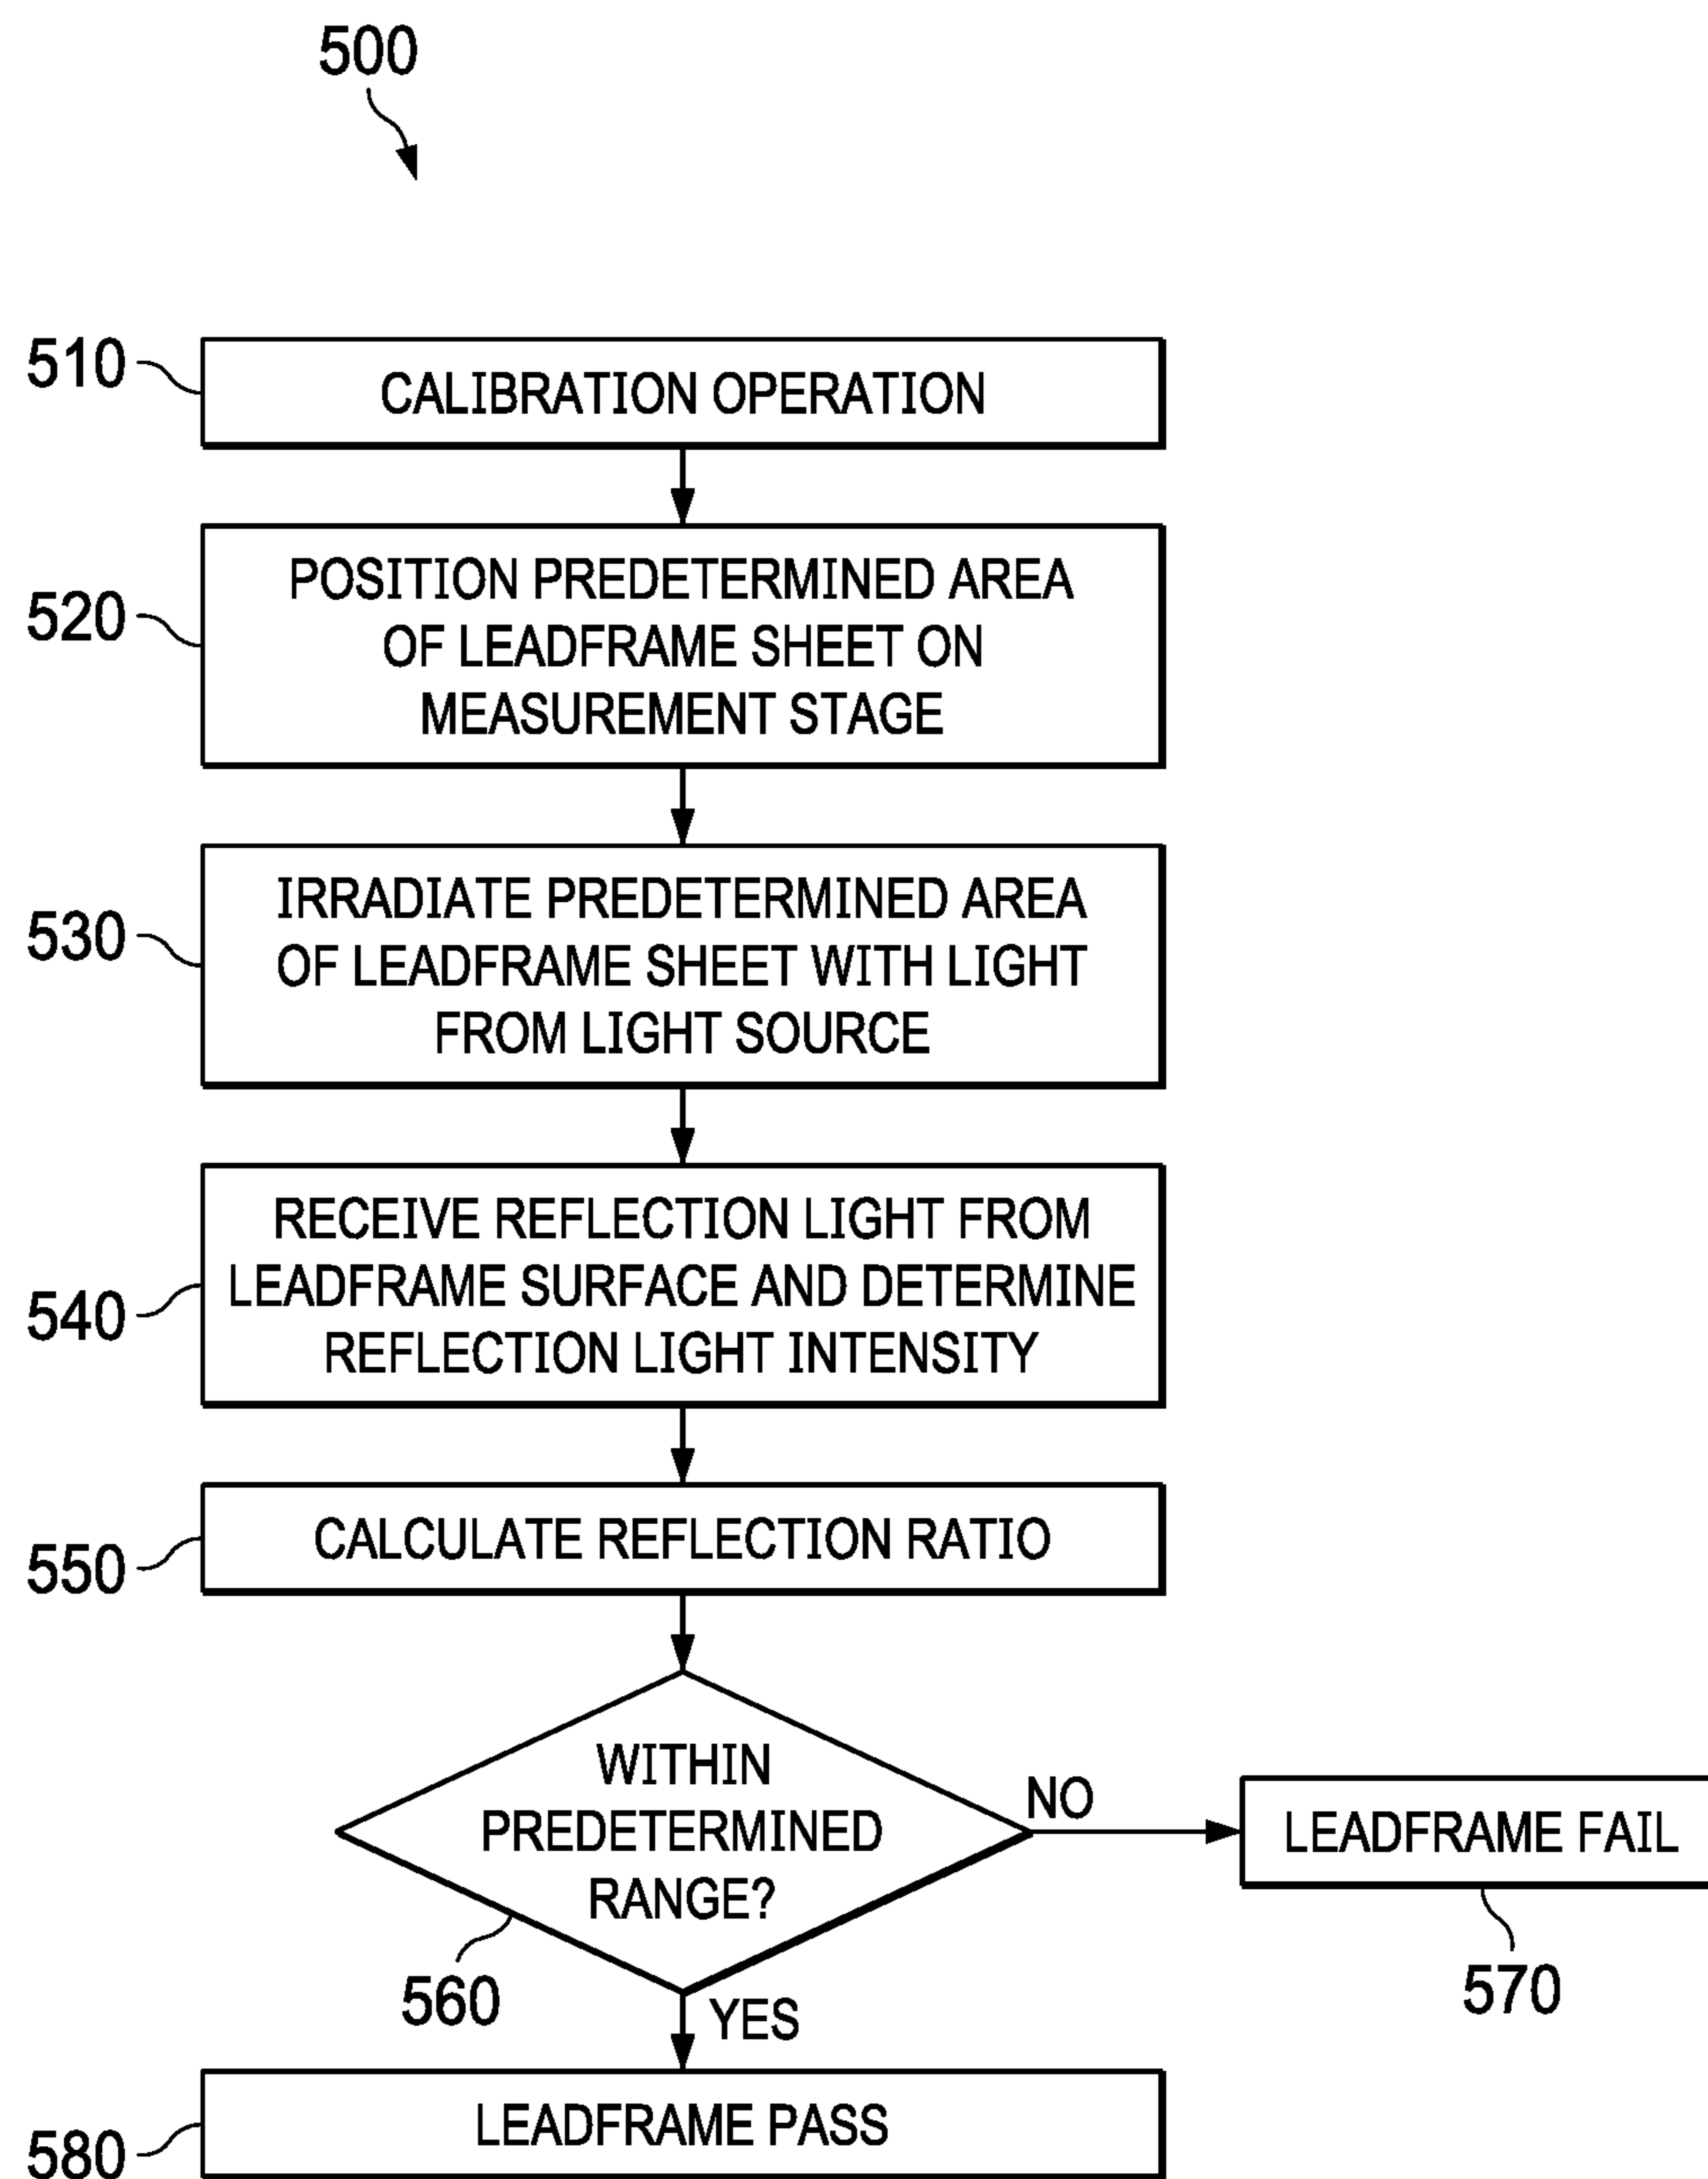 500
510
CALIBRATION OPERATION
520
POSITION PREDETERMINED AREA
OF LEADFRAME SHEET ON
MEASUREMENT STAGE
530
IRRADIATE PREDETERMINED AREA
OF LEADFRAME SHEET WITH LIGHT
FROM LIGHT SOURCE
540
RECEIVE REFLECTION LIGHT FROM
LEADFRAME SURFACE AND DETERMINE
REFLECTION LIGHT INTENSITY
550
CALCULATE REFLECTION RATIO
WITHIN
PREDETERMINED
RANGE?
560
NO
LEADFRAME FAIL
570
YES
580
LEADFRAME PASS